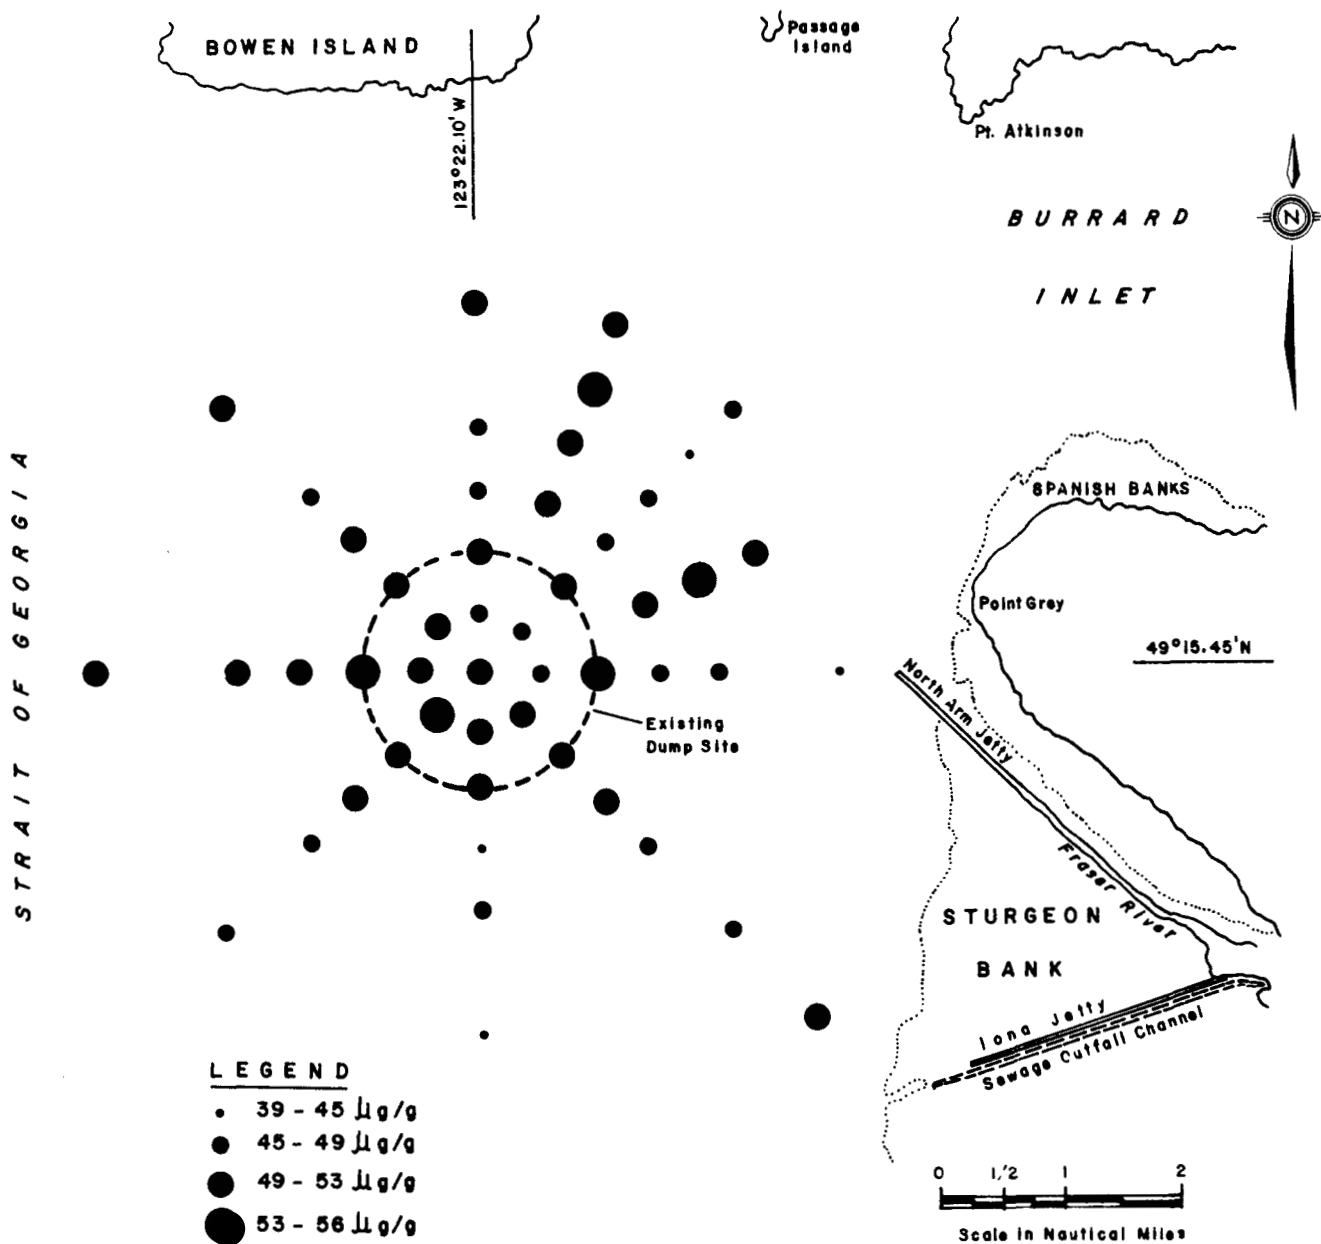 BOWEN ISLAND
Passage
Island
Pt. Atkinson
123°22.10'W
BURRARD
INLET
N
STRAIT OF GEORGIA
SPANISH BANKS
Point Grey
49°15.45'N
North Arm Jetty
Existing
Dump Site
Fraser River
STURGEON
BANK
Iona Jetty
Sewage Outfall Channel
LEGEND
39 - 45 µg/g
45 - 49 µg/g
49 - 53 µg/g
53 - 56 µg/g
0 1/2 1 2
Scale in Nautical Miles